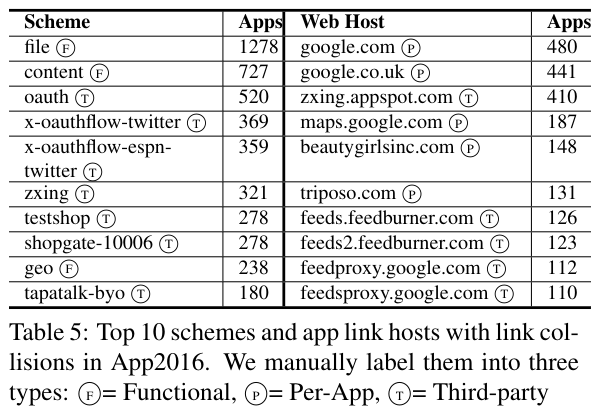 Scheme Apps Web Host Apps
file Ⓕ 1278 google.com Ⓟ 480
content Ⓕ 727 google.co.uk Ⓟ 441
oauth Ⓣ 520 zxing.appspot.com Ⓣ 410
x-oauthflow-twitter Ⓣ 369 maps.google.com Ⓟ 187
x-oauthflow-espn- 359 beautygirlsinc.com Ⓟ 148
twitter Ⓣ
zxing Ⓣ 321 triposo.com Ⓟ 131
testshop Ⓣ 278 feeds.feedburner.com Ⓣ 126
shopgate-10006 Ⓣ 278 feeds2.feedburner.com Ⓣ 123
geo Ⓕ 238 feedproxy.google.com Ⓣ 112
tapatalk-byo Ⓣ 180 feedsproxy.google.com Ⓣ 110
Table 5: Top 10 schemes and app link hosts with link col-
lisions in App2016. We manually label them into three
types: Ⓕ= Functional, Ⓟ= Per-App, Ⓣ= Third-party